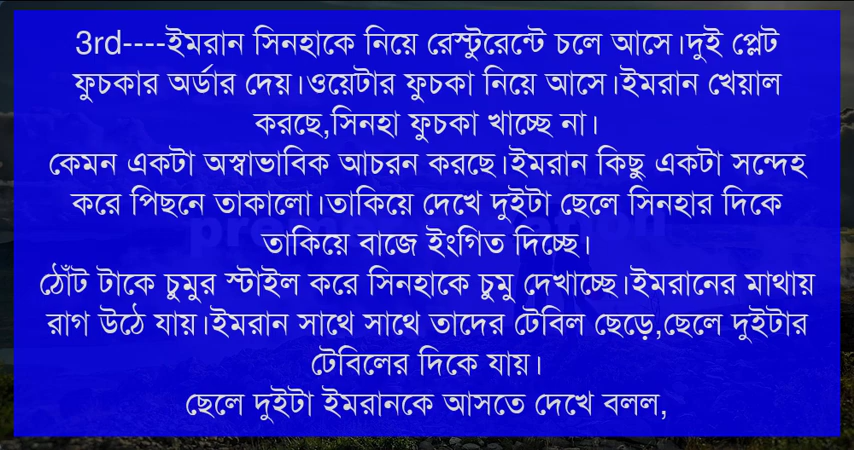 3rd----ইমরান সিনহাকে নিয়ে রেস্টুরেন্টে চলে আসে।দুই প্লেট
ফুচকার অর্ডার দেয়।ওয়েটার ফুচকা নিয়ে আসে।ইমরান খেয়াল
করছে,সিনহা ফুচকা খাচ্ছে না।
কেমন একটা অস্বাভাবিক আচরন করছে।ইমরান কিছু একটা সন্দেহ
করে পিছনে তাকালো।তাকিয়ে দেখে দুইটা ছেলে সিনহার দিকে
তাকিয়ে বাজে ইংগিত দিচ্ছে।
ঠোঁট টাকে চুমুর স্টাইল করে সিনহাকে চুমু দেখাচ্ছে।ইমরানের মাথায়
রাগ উঠে যায়।ইমরান সাথে সাথে তাদের টেবিল ছেড়ে,ছেলে দুইটার
টেবিলের দিকে যায়।
ছেলে দুইটা ইমরানকে আসতে দেখে বলল,